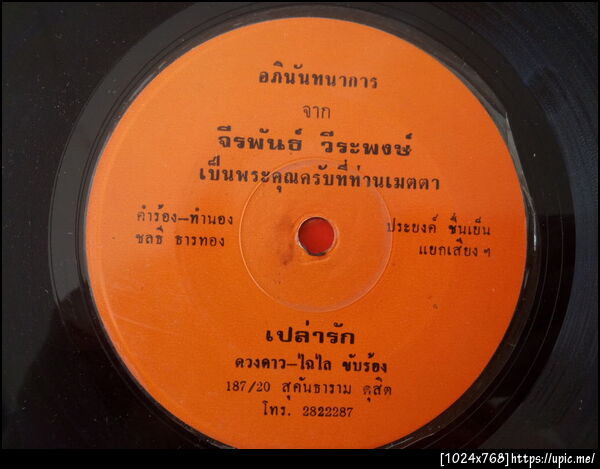 อภินันทนาการ
จาก
จีรพันธ์ วีระพงษ์
เป็นพระคุณครับที่ท่านเมตตา
คำร้อง-ทำนอง
ชลธี ธารทอง
ประยงค์ ชื่นเย็น
แยกเสียง ฯ
เปล่ารัก
ดวงดาว-ไฉไล ขับร้อง
187/20 สุคันธาราม ดุสิต
โทร. 2822287
[1024x768]https://upic.me/